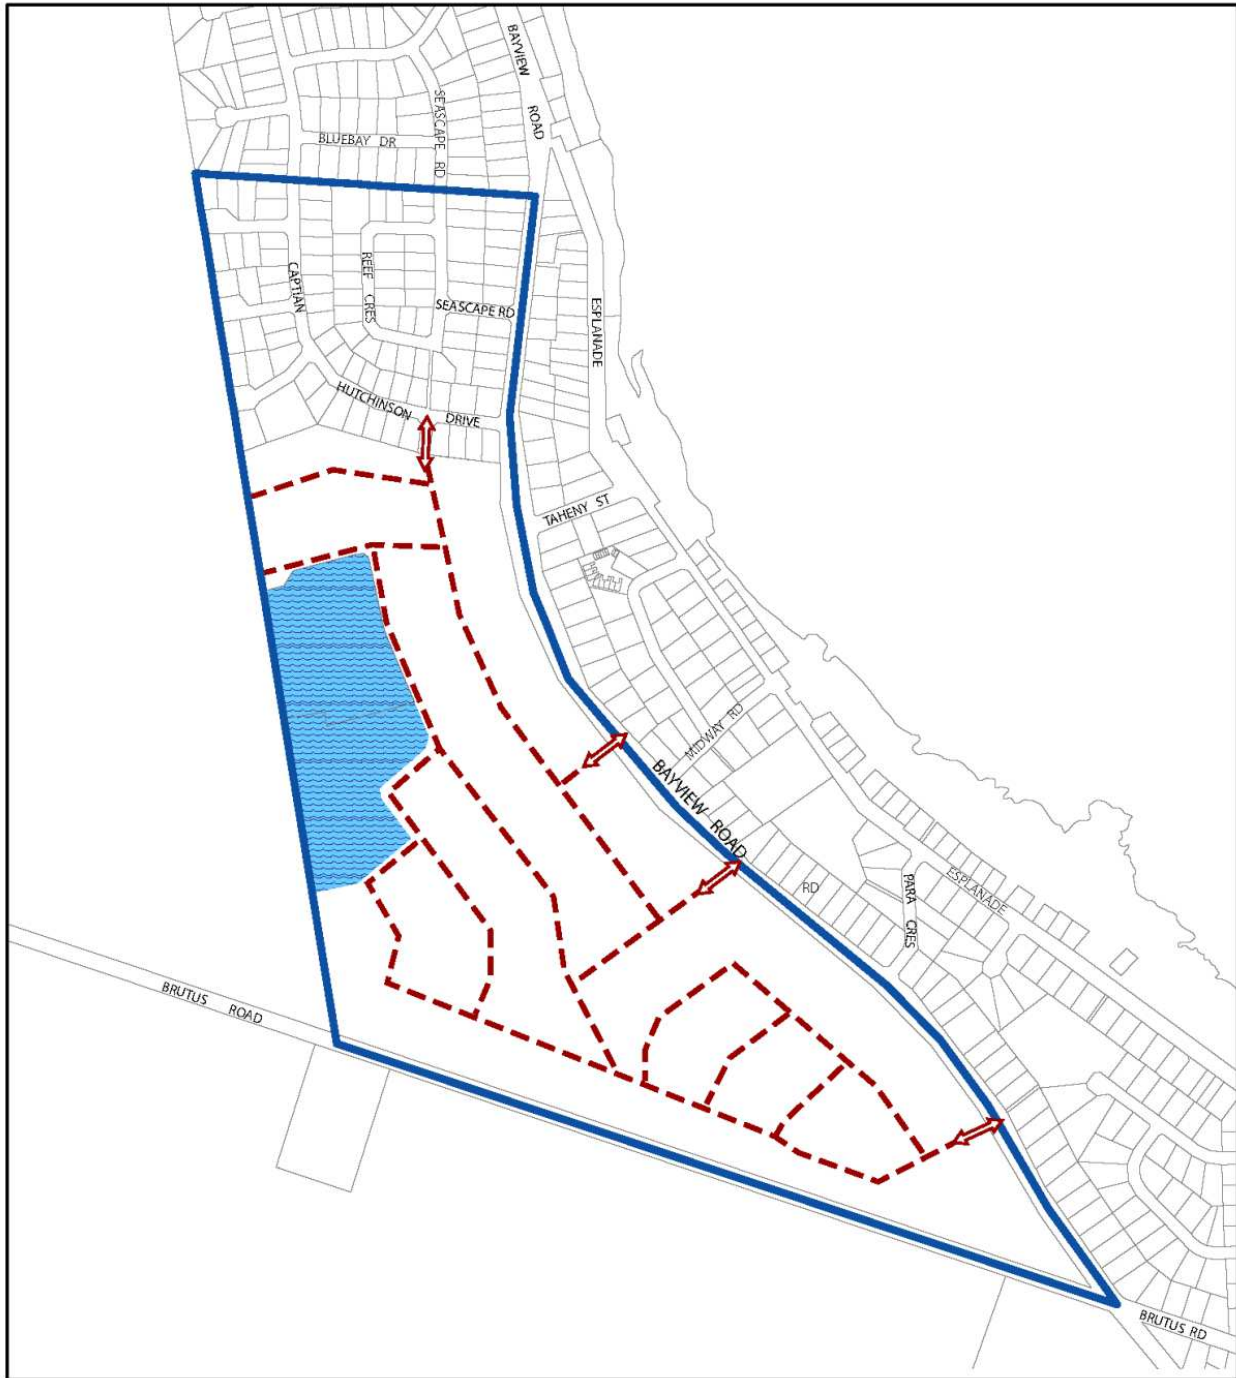 BAYVIEW
ROAD
SEASCAPE RD
BLUEBAY DR
CAPTIAN
REEF CRES
SEASCAPE RD
ESPLANADE
HUTCHINSON
DRIVE
TAHENY ST
MIDWAY RD
BAYVIEW ROAD
RD
PARA CRES
ESPLANADE
BRUTUS ROAD
BRUTUS RD